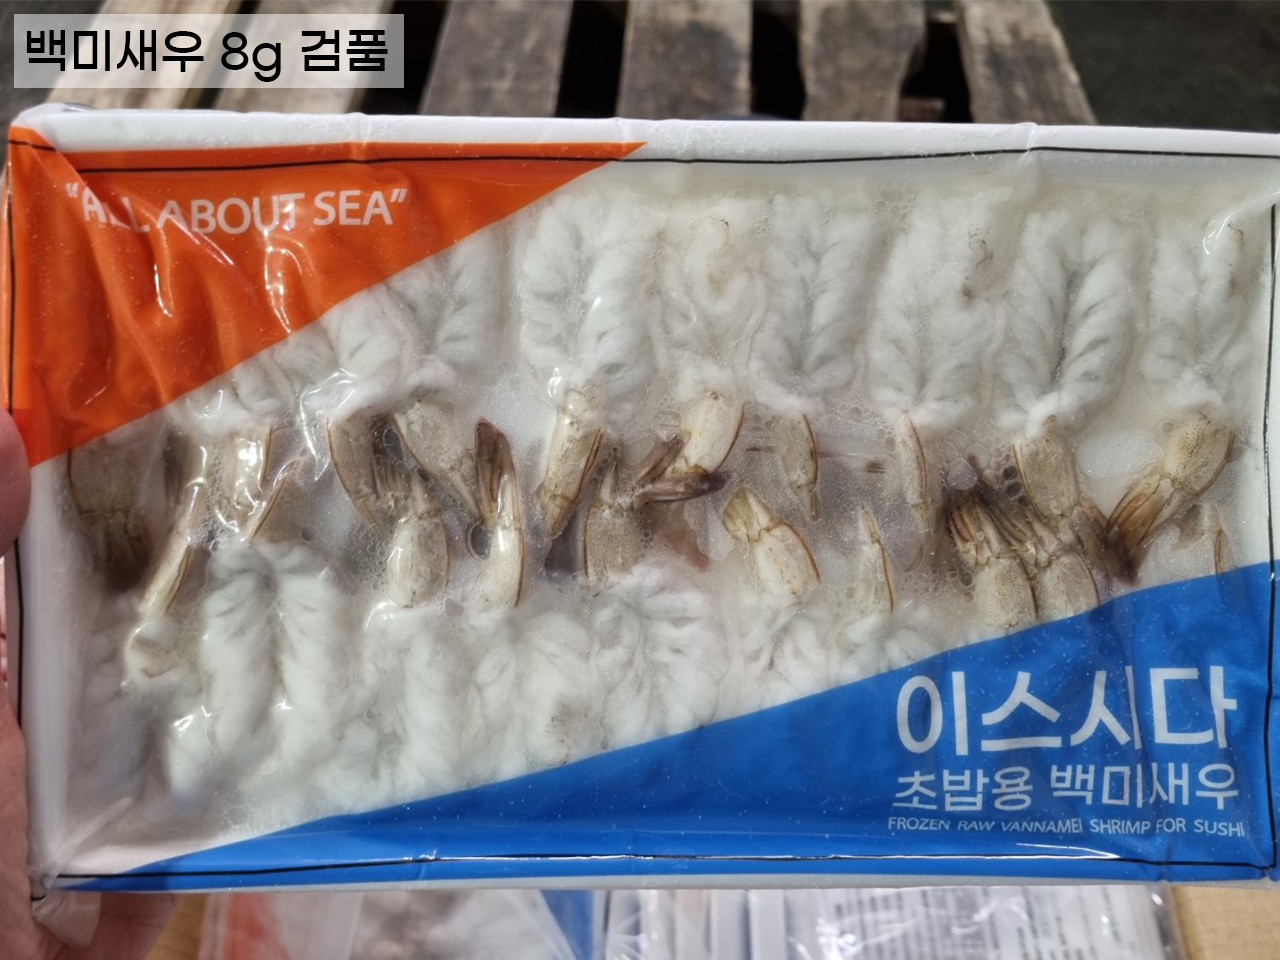 백미새우 8g 검품
"ALL ABOUT SEA"
이스시다
초밥용 백미새우
FROZEN RAW VANNAMEI SHRIMP FOR SUSHI